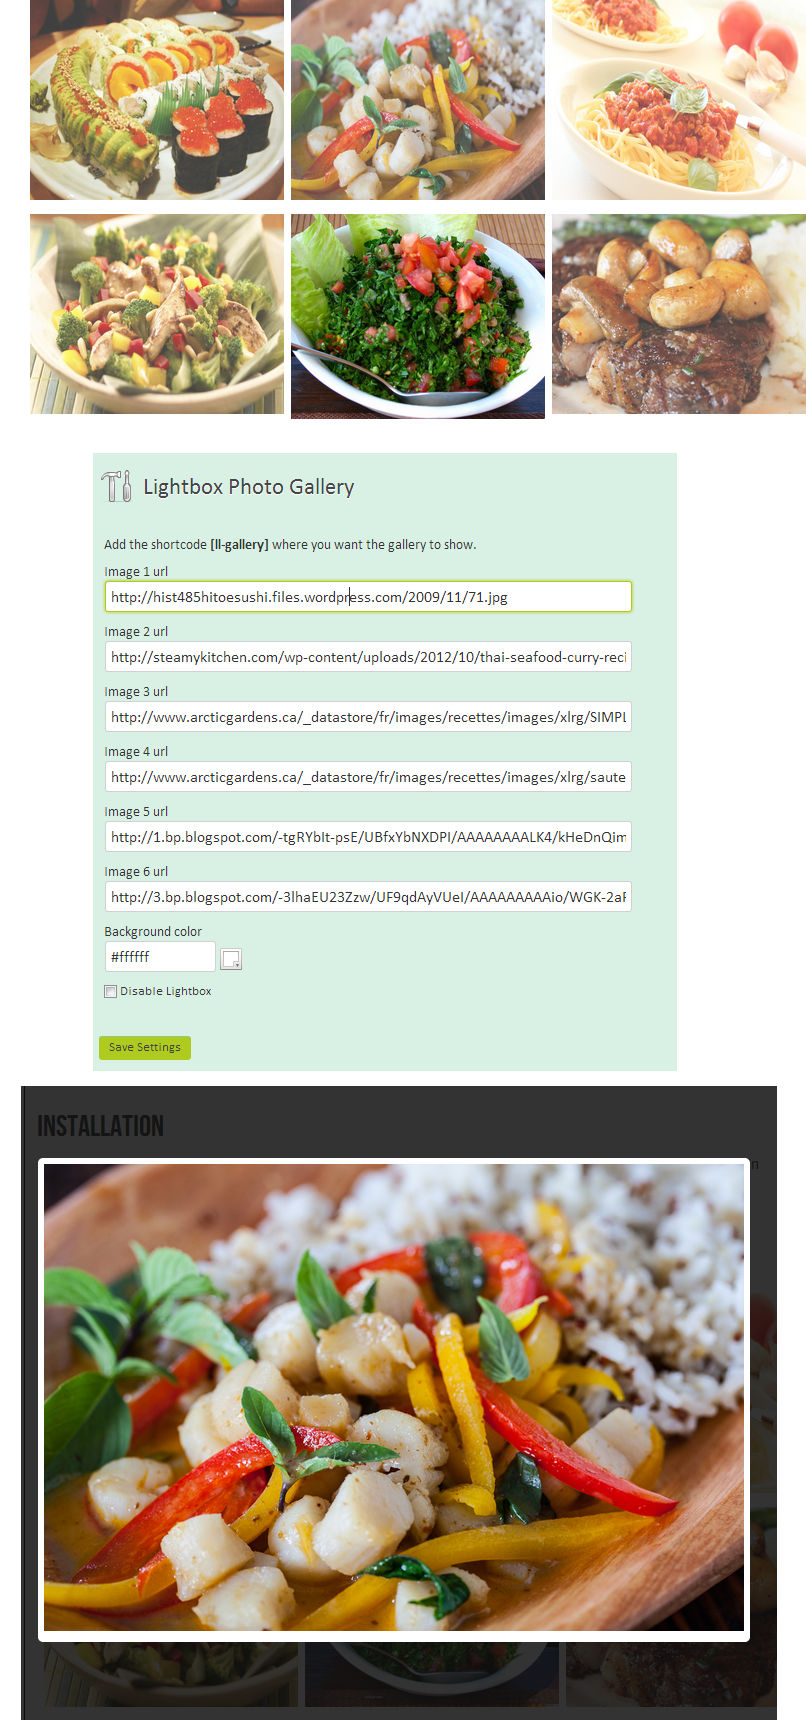 Lightbox Photo Gallery
Add the shortcode [ll-gallery] where you want the gallery to show.
Image 1 url
http://hist485hitoesushi.files.wordpress.com/2009/11/71.jpg
Image 2 url
http://steamykitchen.com/wp-content/uploads/2012/10/thai-seafood-curry-reci
Image 3 url
http://www.arcticgardens.ca/_datastore/fr/images/recettes/images/xlrg/SIMPL
Image 4 url
http://www.arcticgardens.ca/_datastore/fr/images/recettes/images/xlrg/saute
Image 5 url
http://1.bp.blogspot.com/-tgRYbIt-psE/UBfxYbNXDPI/AAAAAAAALK4/kHeDnQim
Image 6 url
http://3.bp.blogspot.com/-3lhaEU23Zzw/UF9qdAyVUeI/AAAAAAAAAio/WGK-2aF
Background color
#ffffff
Disable Lightbox
Save Settings
INSTALLATION